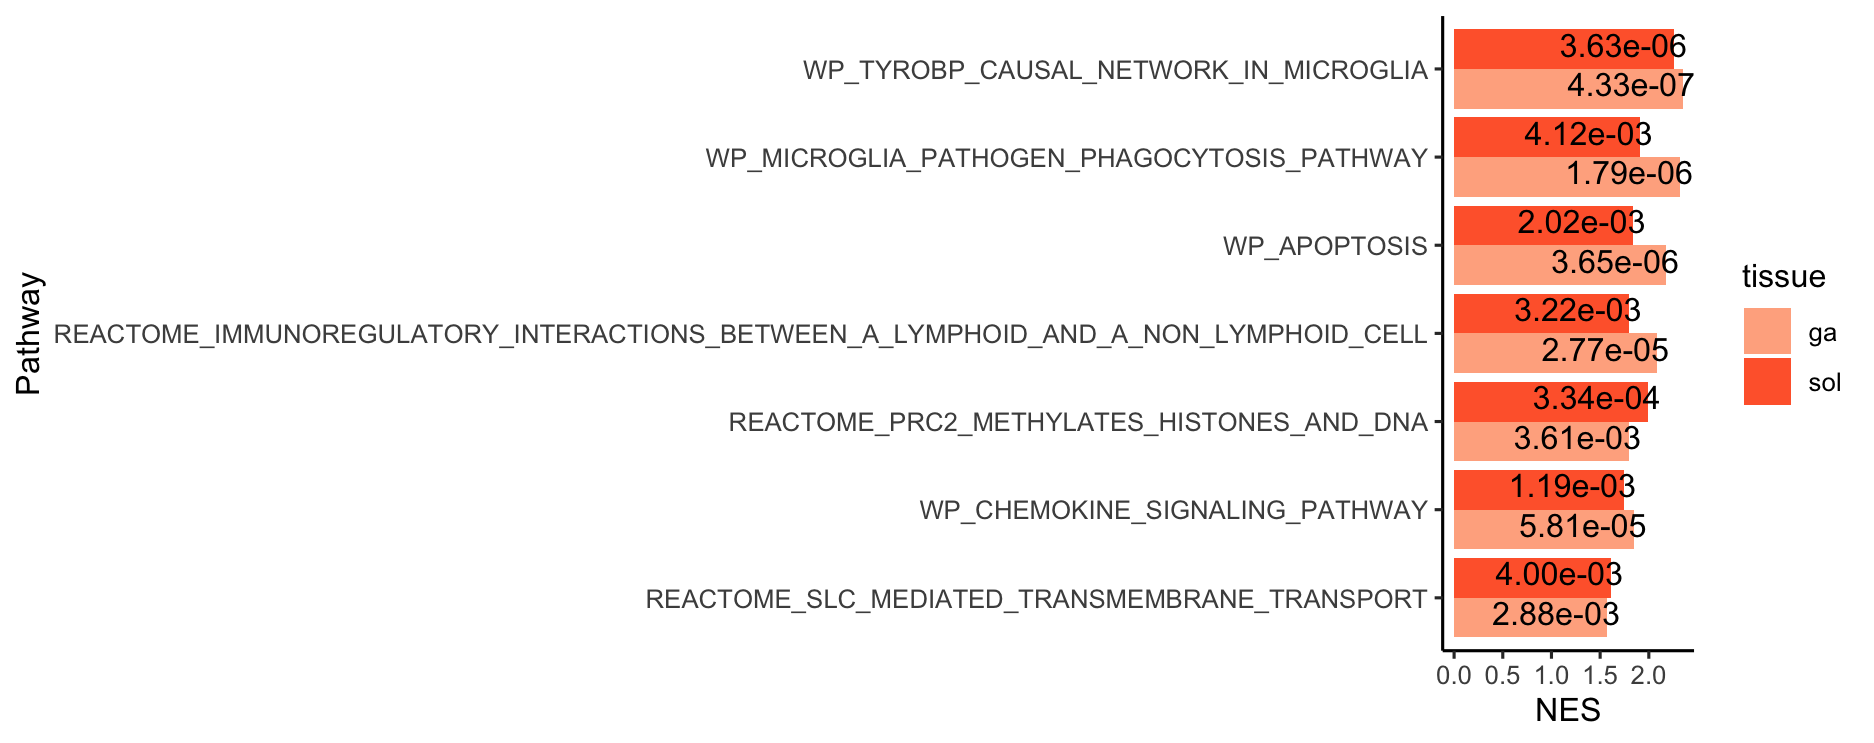 WP_TYROBP_CAUSAL_NETWORK_IN_MICROGLIA
3.63e-06
4.33e-07
WP_MICROGLIA_PATHOGEN_PHAGOCYTOSIS_PATHWAY
4.12e-03
1.79e-06
WP_APOPTOSIS
2.02e-03
3.65e-06
REACTOME_IMMUNOREGULATORY_INTERACTIONS_BETWEEN_A_LYMPHOID_AND_A_NON_LYMPHOID_CELL
3.22e-03
2.77e-05
REACTOME_PRC2_METHYLATES_HISTONES_AND_DNA
3.34e-04
3.61e-03
WP_CHEMOKINE_SIGNALING_PATHWAY
1.19e-03
5.81e-05
REACTOME_SLC_MEDIATED_TRANSMEMBRANE_TRANSPORT
4.00e-03
2.88e-03
Pathway
0.0 0.5 1.0 1.5 2.0
NES
tissue
ga
sol